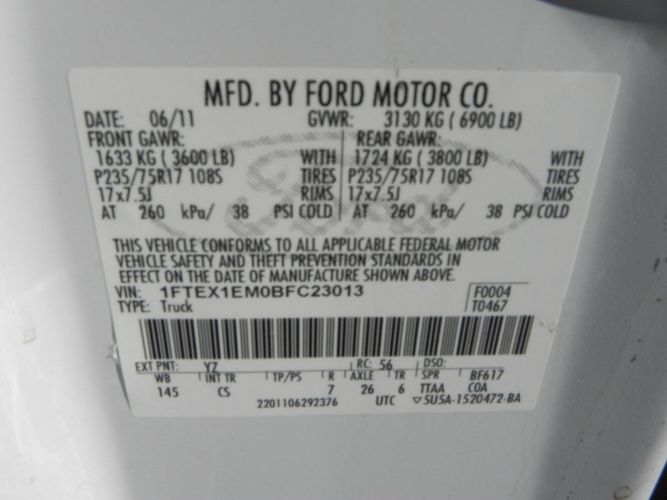 MFD. BY FORD MOTOR CO.
DATE: 06/11 GVWR: 3130 KG ( 6900 LB)
FRONT GAWR: REAR GAWR:
1633 KG ( 3600 LB) WITH 1724 KG ( 3800 LB) WITH
P235/75R17 108S TIRES P235/75R17 108S TIRES
17x7.5J RIMS 17x7.5J RIMS
AT 260 kPa/ 38 PSI COLD AT 260 kPa/ 38 PSI COLD
THIS VEHICLE CONFORMS TO ALL APPLICABLE FEDERAL MOTOR
VEHICLE SAFETY AND THEFT PREVENTION STANDARDS IN
EFFECT ON THE DATE OF MANUFACTURE SHOWN ABOVE.
VIN: 1FTEX1EM0BFC23013 F0004
TYPE: Truck T0467
EXT PNT: YZ RC: 56 DSO:
WB INT TR TP/PS R AXLE TR SPR BF617
145 CS 7 26 6 TTAA COA
2201106292376 UTC 5U5A-1520472-BA